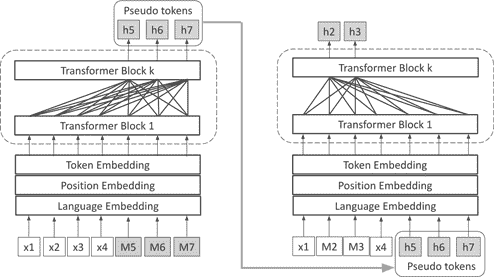 Pseudo tokens
h5 h6 h7
Transformer Block k
Transformer Block 1
Token Embedding
Position Embedding
Language Embedding
x1 x2 x3 x4 M5 M6 M7
h2 h3
Transformer Block k
Transformer Block 1
Token Embedding
Position Embedding
Language Embedding
x1 M2 M3 x4 h5 h6 h7
Pseudo tokens